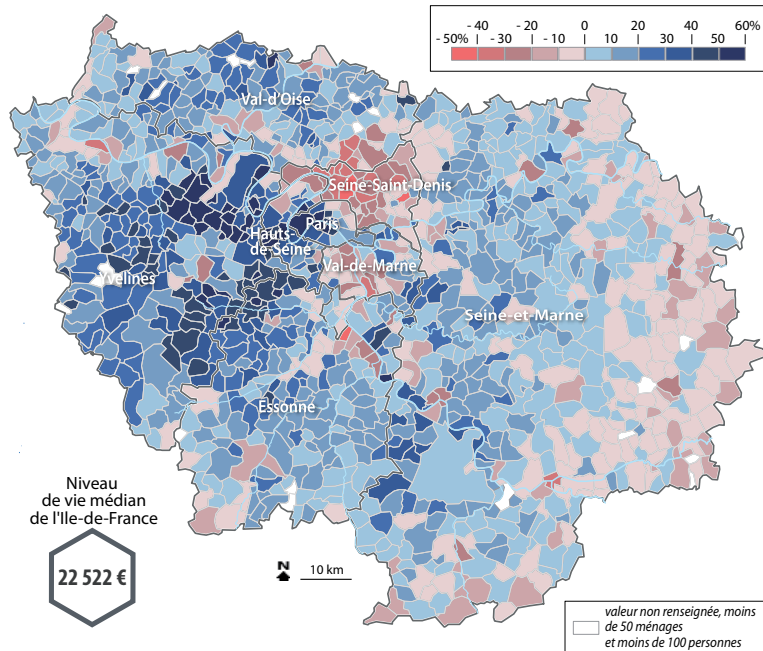 - 40 - 20 0 20 40 60%
- 50% - 30 - 10 10 30 50
Val-d'Oise
Seine-Saint-Denis
Paris
Hauts
de-Seine
Val-de-Marne
Yvelines
Seine-et-Marne
Essonne
Niveau
de vie médian
de l'Ile-de-France
22 522 €
N
10 km
valeur non renseignée, moins
de 50 ménages
et moins de 100 personnes